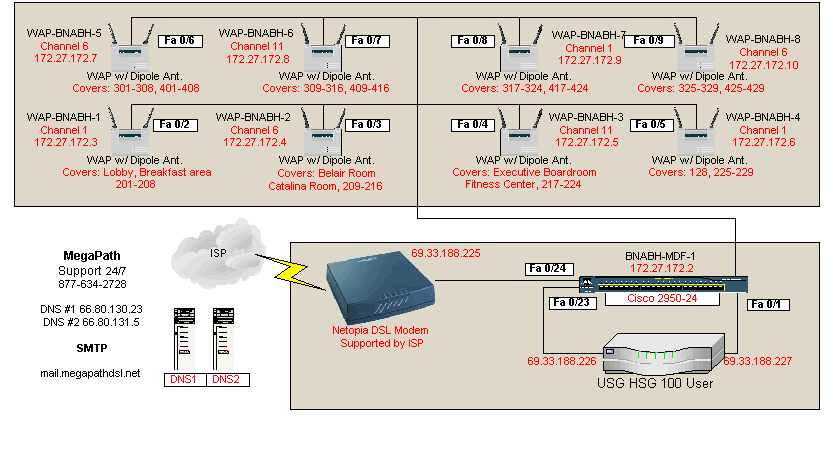 WAP-BNABH-5
Channel 6
172.27.172.7
Fa 0/6
WAP w/ Dipole Ant.
Covers: 301-308, 401-408
WAP-BNABH-6
Channel 11
172.27.172.8
Fa 0/7
WAP w/ Dipole Ant.
Covers: 309-316, 409-416
Fa 0/8
WAP-BNABH-7
Channel 1
172.27.172.9
WAP w/ Dipole Ant.
Covers: 317-324, 417-424
Fa 0/9
WAP-BNABH-8
Channel 6
172.27.172.10
WAP w/ Dipole Ant.
Covers: 325-329, 425-429
WAP-BNABH-1
Channel 1
172.27.172.3
Fa 0/2
WAP w/ Dipole Ant.
Covers: Lobby, Breakfast area
201-208
WAP-BNABH-2
Channel 6
172.27.172.4
Fa 0/3
WAP w/ Dipole Ant.
Covers: Belair Room
Catalina Room, 209-216
Fa 0/4
WAP-BNABH-3
Channel 11
172.27.172.5
WAP w/ Dipole Ant.
Covers: Executive Boardroom
Fitness Center, 217-224
Fa 0/5
WAP-BNABH-4
Channel 1
172.27.172.6
WAP w/ Dipole Ant.
Covers: 128, 225-229
MegaPath
Support 24/7
877-634-2728
DNS #1 66.80.130.23
DNS #2 66.80.131.5
SMTP
mail.megapathdsl.net
ISP
DNS1
DNS2
69.33.188.225
Netopia DSL Modem
Supported by ISP
BNABH-MDF-1
172.27.172.2
Fa 0/24
Cisco 2950-24
Fa 0/23
Fa 0/1
69.33.188.226
69.33.188.227
USG HSG 100 User